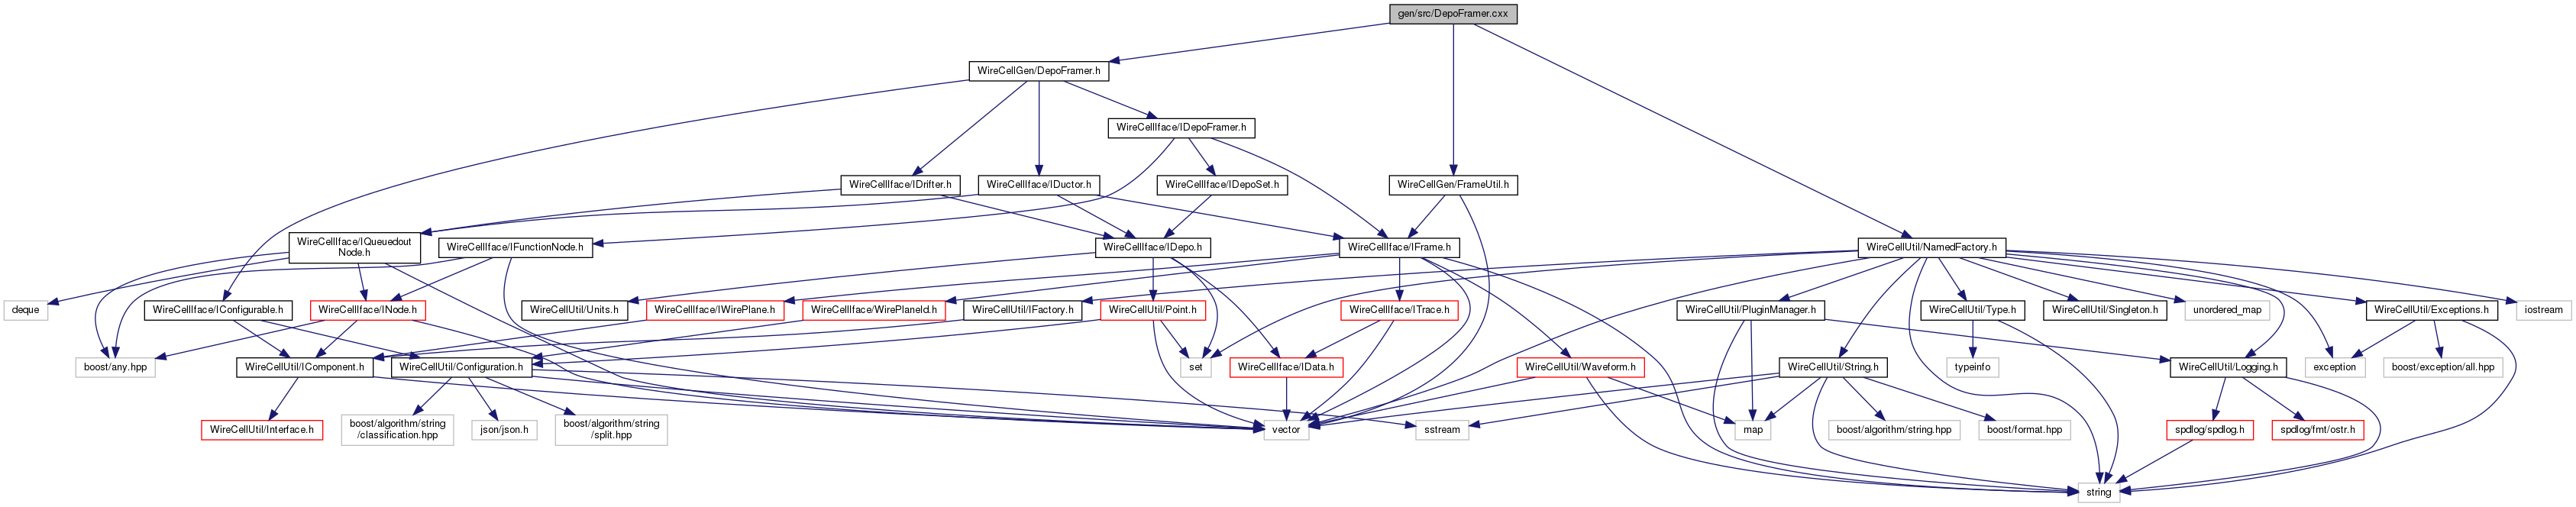 gen/src/DepoFramer.cxx
WireCellGen/DepoFramer.h
WireCellIface/IDepoFramer.h
WireCellIface/IDrifter.h
WireCellIface/IDuctor.h
WireCellIface/IDepoSet.h
WireCellGen/FrameUtil.h
WireCellIface/IQueuedout
Node.h
WireCellIface/IFunctionNode.h
WireCellIface/IDepo.h
WireCellIface/IFrame.h
WireCellUtil/NamedFactory.h
deque
WireCellIface/IConfigurable.h
WireCellIface/INode.h
WireCellUtil/Units.h
WireCellIface/IWirePlane.h
WireCellIface/WirePlaneId.h
WireCellUtil/IFactory.h
WireCellUtil/Point.h
WireCellIface/ITrace.h
WireCellUtil/PluginManager.h
WireCellUtil/Type.h
WireCellUtil/Singleton.h
unordered_map
WireCellUtil/Exceptions.h
iostream
boost/any.hpp
WireCellUtil/IComponent.h
WireCellUtil/Configuration.h
set
WireCellIface/IData.h
WireCellUtil/Waveform.h
WireCellUtil/String.h
typeinfo
WireCellUtil/Logging.h
exception
boost/exception/all.hpp
WireCellUtil/Interface.h
boost/algorithm/string
/classification.hpp
json/json.h
boost/algorithm/string
/split.hpp
vector
sstream
map
boost/algorithm/string.hpp
boost/format.hpp
spdlog/spdlog.h
spdlog/fmt/ostr.h
string